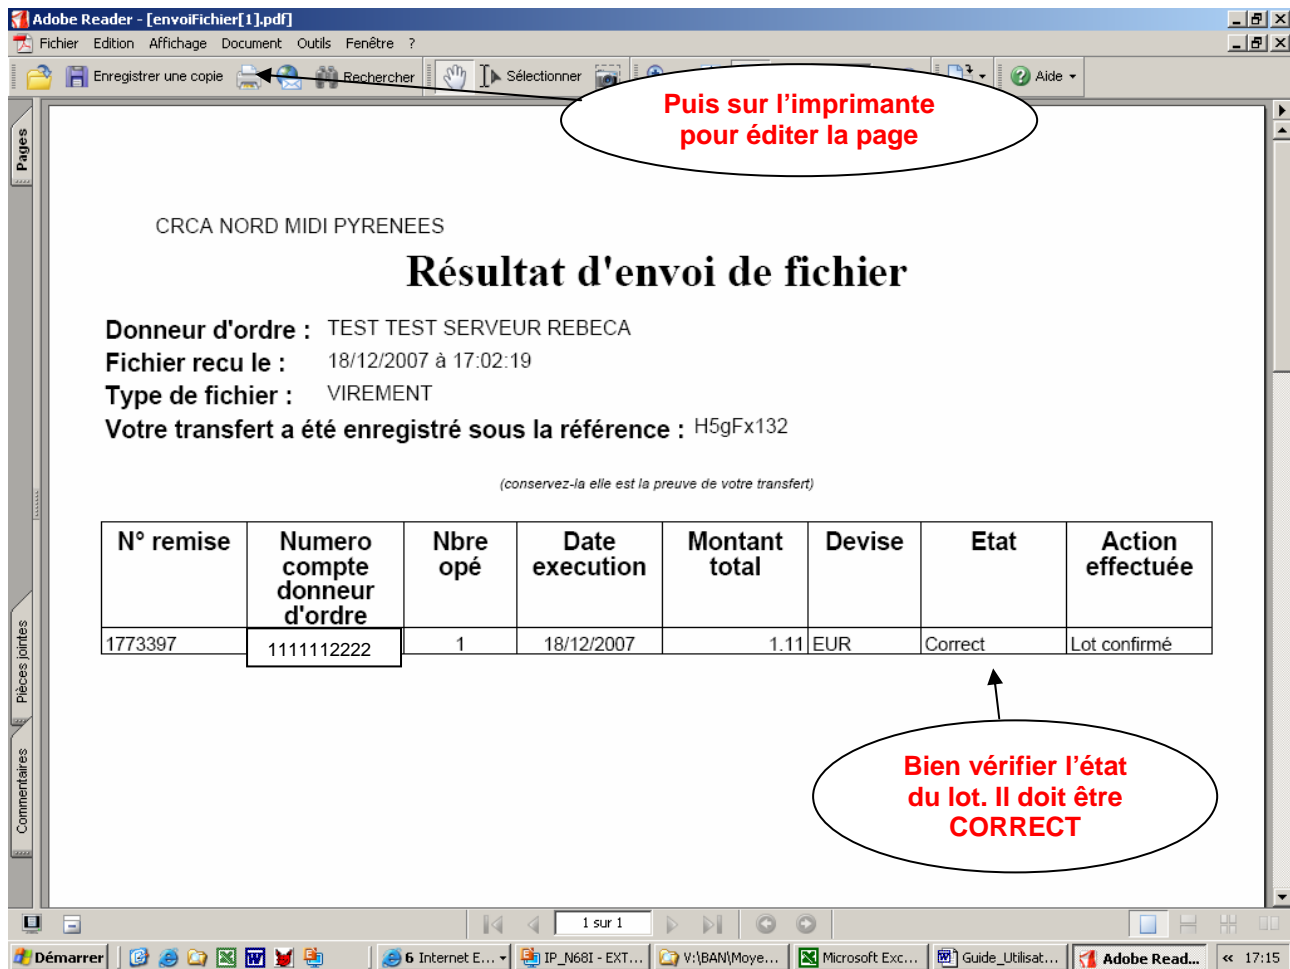 Adobe Reader - [envoiFichier[1].pdf]
Fichier Edition Affichage Document Outils Fenêtre ?
Enregistrer une copie Rechercher Sélectionner Aide
Puis sur l'imprimante
pour éditer la page
Pages
CRCA NORD MIDI PYRENEES
Résultat d'envoi de fichier
Donneur d'ordre : TEST TEST SERVEUR REBECA
Fichier recu le : 18/12/2007 à 17:02:19
Type de fichier : VIREMENT
Votre transfert a été enregistré sous la référence : H5gFx132
(conservez-la elle est la preuve de votre transfert)
N° remise Numero Nbre Date Montant Devise Etat Action
compte opé execution total effectuée
donneur
d'ordre
1773397 1111112222 1 18/12/2007 1.11 EUR Correct Lot confirmé
Pièces jointes
Commentaires
Bien vérifier l'état
du lot. Il doit être
CORRECT
1 sur 1
Démarrer 6 Internet E... IP_N68I - EXT... V:\BAN\Moye... Microsoft Exc... Guide_Utilisat... Adobe Read... « 17:15